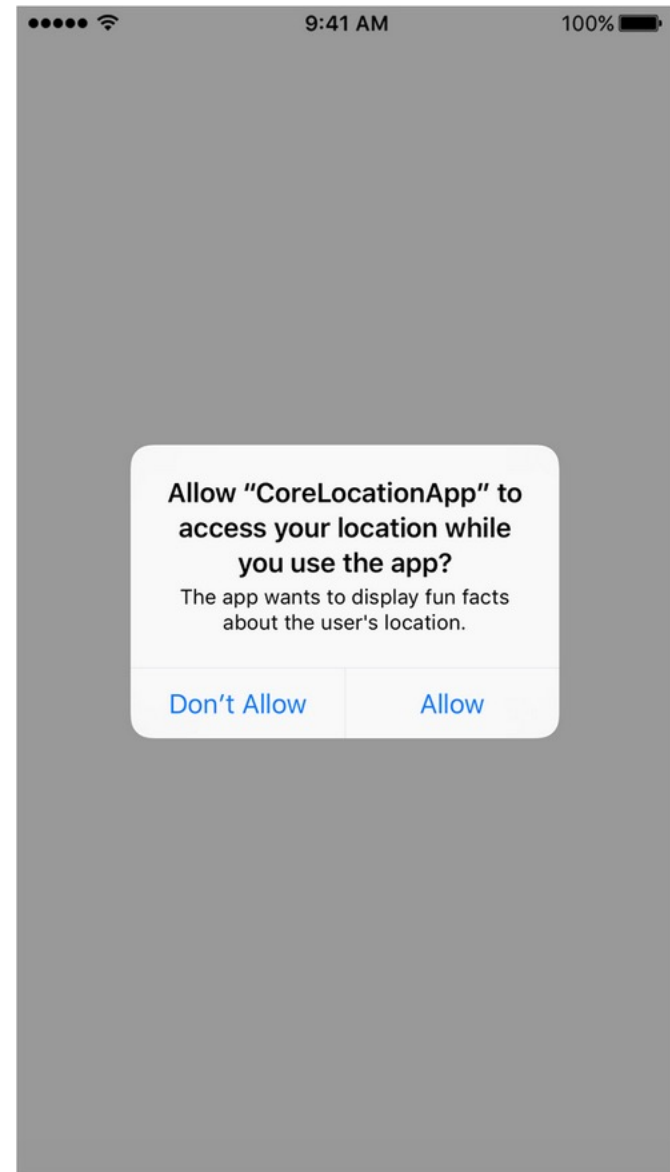 9:41 AM 100%
Allow "CoreLocationApp" to
access your location while
you use the app?
The app wants to display fun facts
about the user's location.
Don’t Allow Allow